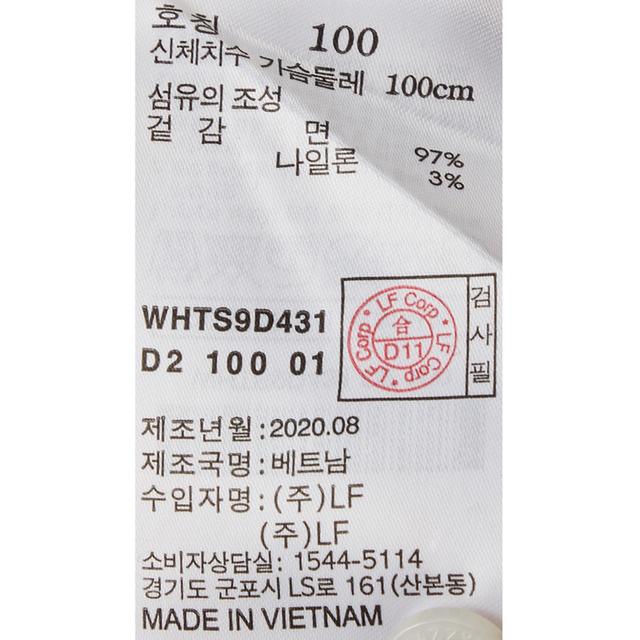 호칭 100
신체치수 가슴둘레 100cm
섬유의 조성
겉 감 면 97%
나일론 3%
WHTS9D431
D2 100 01
LF Corp * LF Corp * LF Corp *
合
D11
검사필
제조년월:2020.08
제조국명:베트남
수입자명:(주)LF
(주)LF
소비자상담실: 1544-5114
경기도 군포시 LS로 161(산본동)
MADE IN VIETNAM